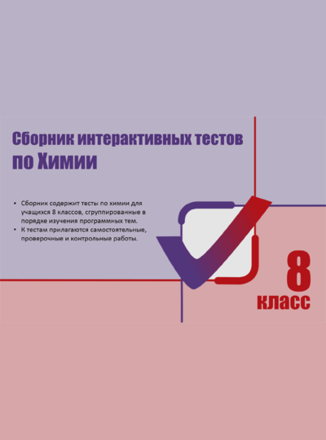 Сборник интерактивных тестов
по Химии
• Сборник содержит тесты по химии для
учащихся 8 классов, сгруппированные в
порядке изучения программных тем.
• К тестам прилагаются самостоятельные,
проверочные и контрольные работы.
8
класс